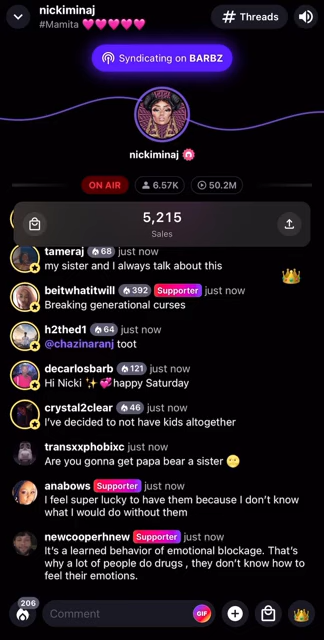 nickiminaj
#Mamita 💖💖💖💖💖
# Threads
Syndicating on BARBZ
nickiminaj
ON AIR 6.57K 50.2M
5,215
Sales
tameraj 68 just now
my sister and I always talk about this
beitwhatitwill 392 Supporter just now
Breaking generational curses
h2thed1 64 just now
@chazinaranj toot
decarlosbarb 121 just now
Hi Nicki ✨💞happy Saturday
crystal2clear 46 just now
I've decided to not have kids altogether
transxxphobixc just now
Are you gonna get papa bear a sister 🌝
anabows Supporter just now
I feel super lucky to have them because I don't know
what I would do without them
newcooperhnew Supporter just now
It's a learned behavior of emotional blockage. That's
why a lot of people do drugs , they don't know how to
feel their emotions.
206
Comment GIF